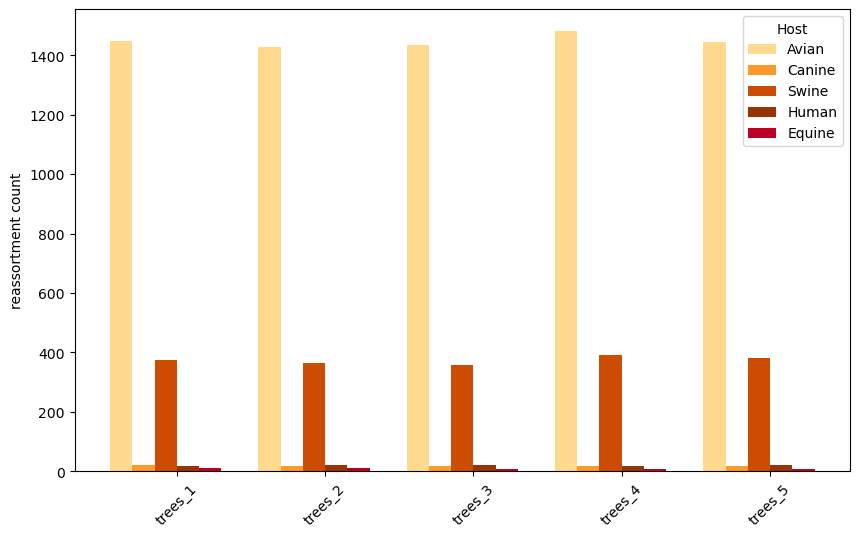 reassortment count
1400
1200
1000
800
600
400
200
0
trees_1
trees_2
trees_3
trees_4
trees_5
Host
Avian
Canine
Swine
Human
Equine